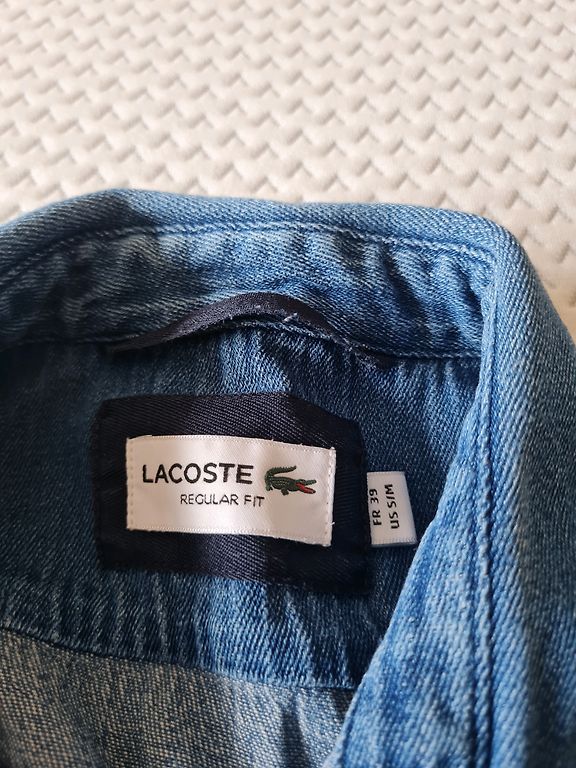 LACOSTE
REGULAR FIT
FR 39
US S/M